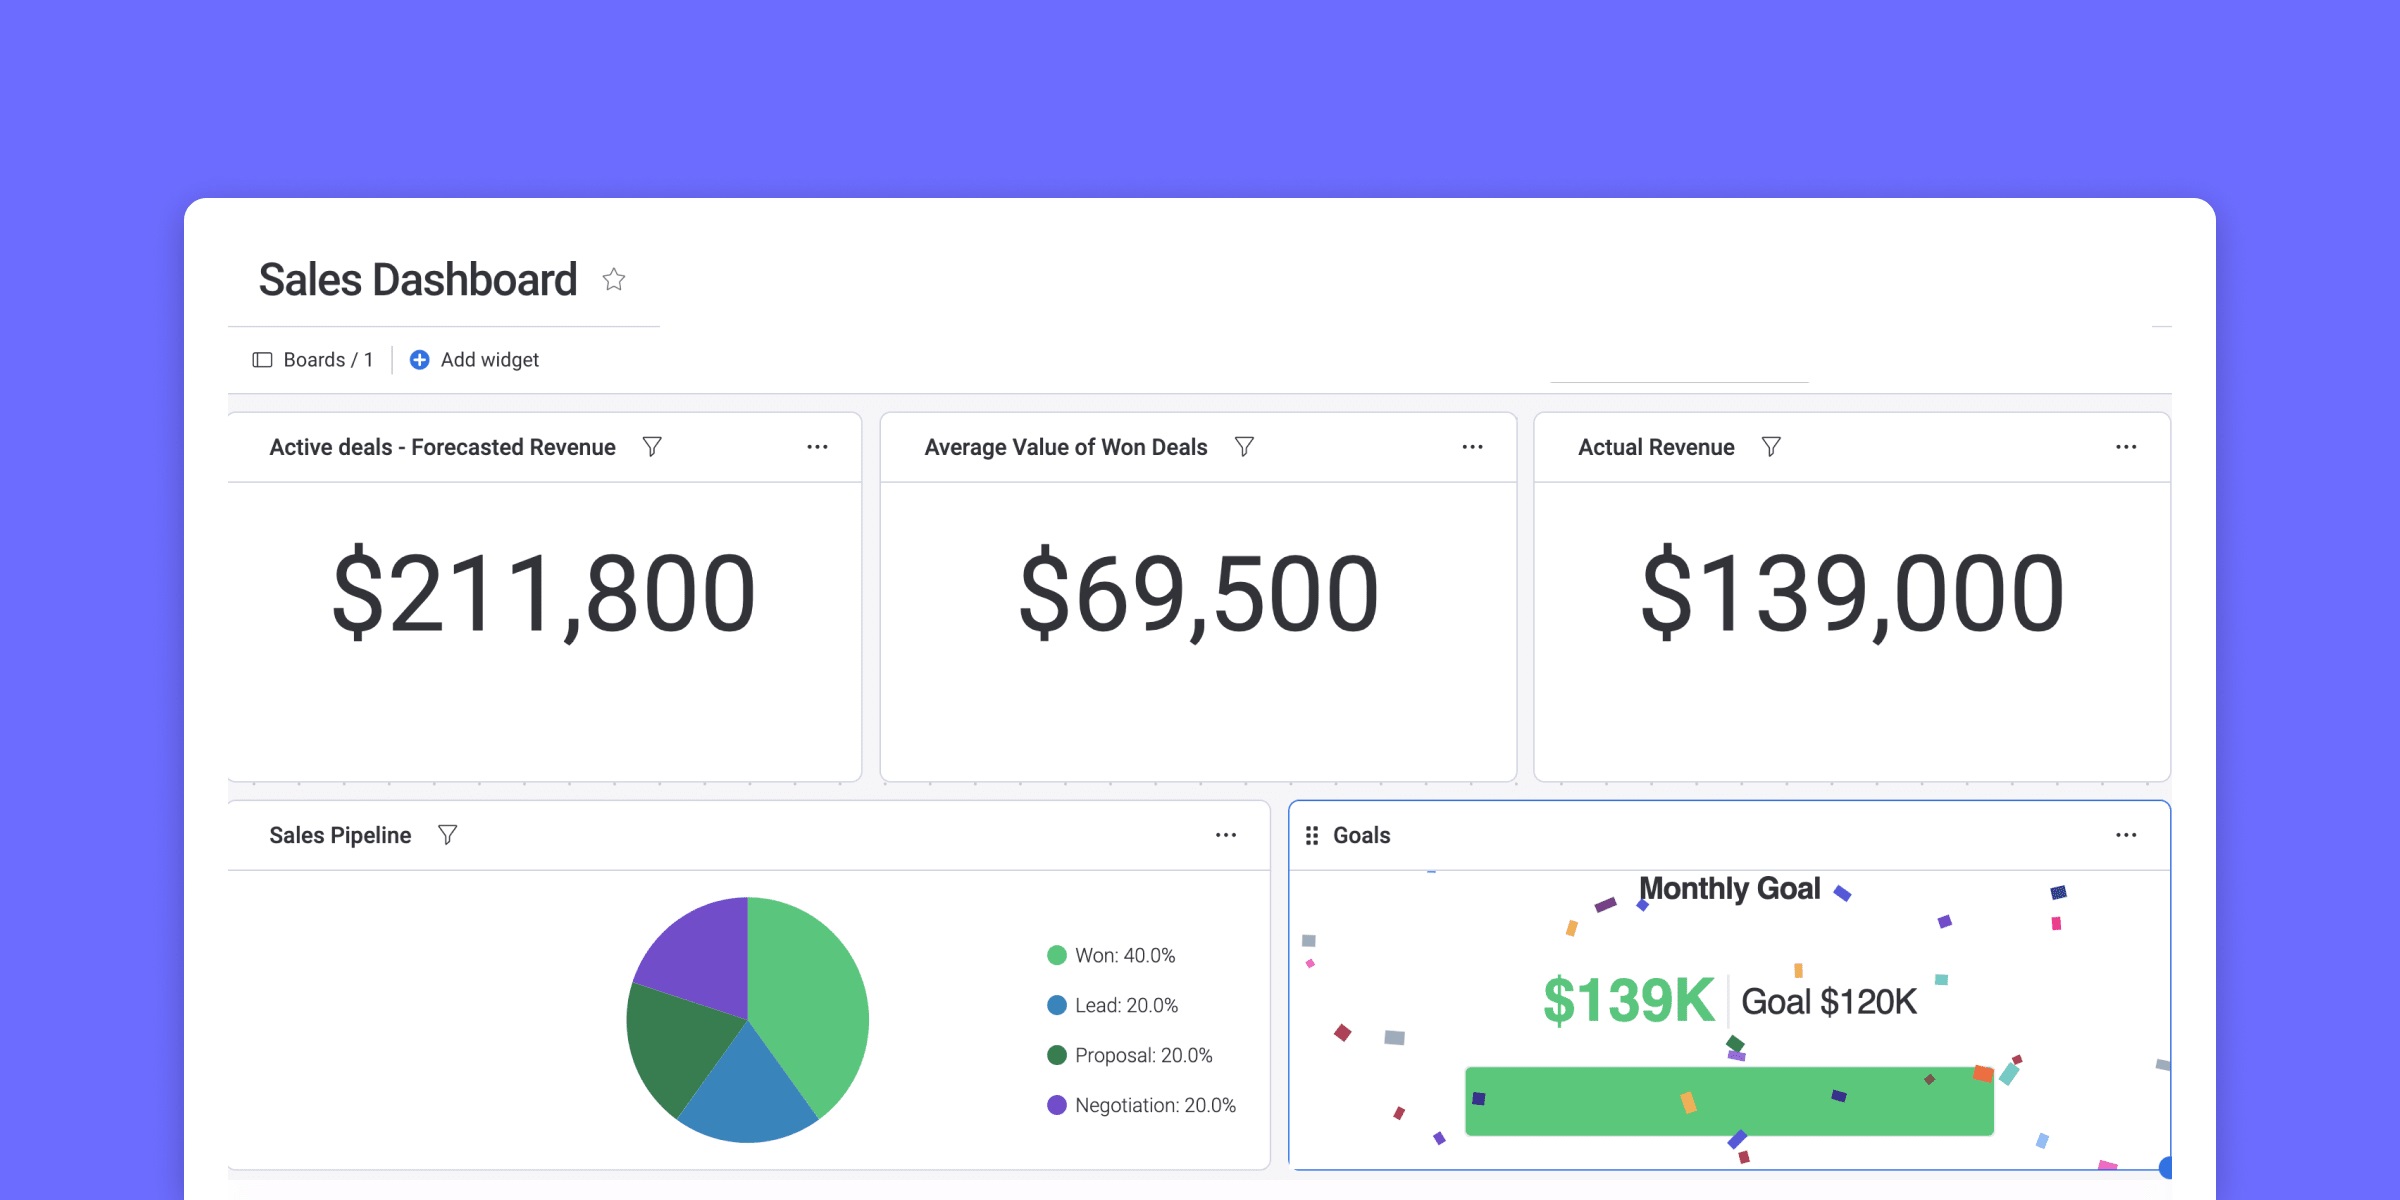 Sales Dashboard
Boards / 1
Add widget
Active deals - Forecasted Revenue
Average Value of Won Deals
Actual Revenue
$211,800
$69,500
$139,000
Sales Pipeline
Won: 40.0%
Lead: 20.0%
Proposal: 20.0%
Negotiation: 20.0%
Goals
Monthly Goal
$139K
Goal $120K